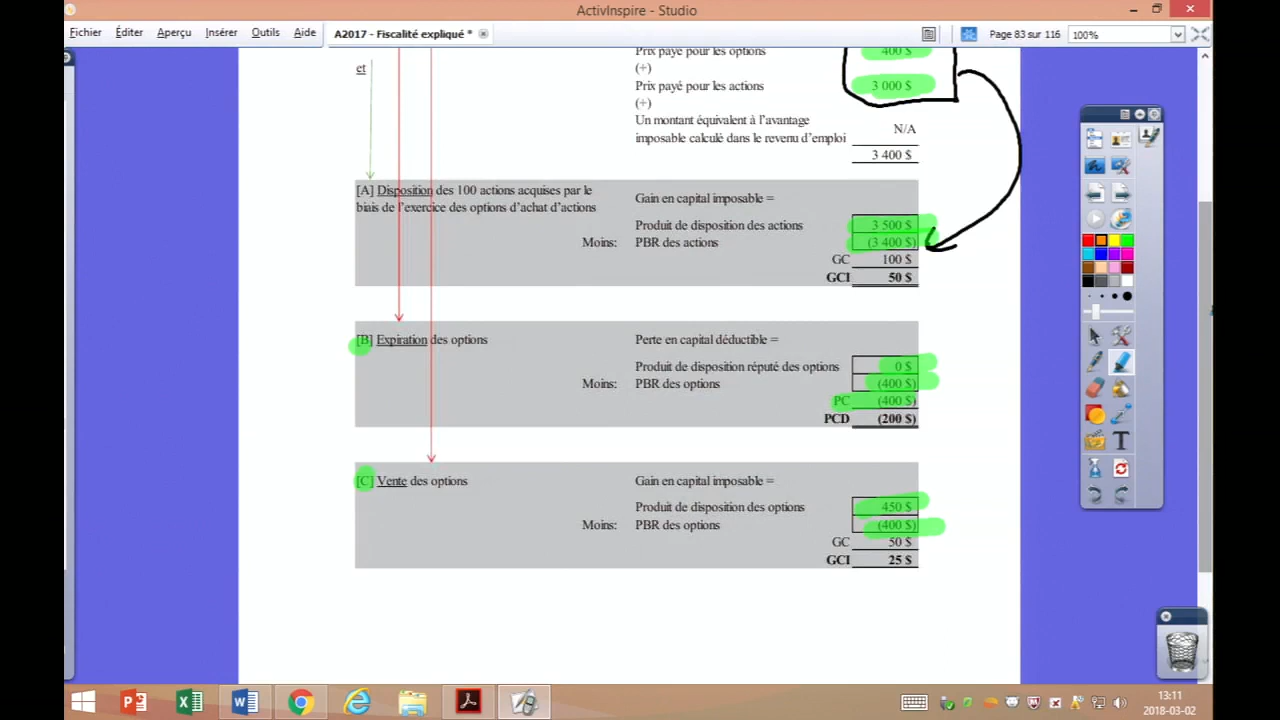 ActivInspire - Studio
Fichier Éditer Aperçu Insérer Outils Aide A2017 - Fiscalité expliqué * Page 83 sur 116 100%
Prix payé pour les options 400 $
et (+)
Prix payé pour les actions 3 000 $
(+)
Un montant équivalent à l'avantage
imposable calculé dans le revenu d'emploi N/A
3 400 $
[A] Disposition des 100 actions acquises par le
biais de l'exercice des options d'achat d'actions
Gain en capital imposable =
Produit de disposition des actions 3 500 $
Moins: PBR des actions (3 400 $)
GC 100 $
GCI 50 $
[B] Expiration des options Perte en capital déductible =
Produit de disposition réputé des options 0 $
Moins: PBR des options (400 $)
PC (400 $)
PCD (200 $)
[C] Vente des options Gain en capital imposable =
Produit de disposition des options 450 $
Moins: PBR des options (400 $)
GC 50 $
GCI 25 $
13:11
2018-03-02